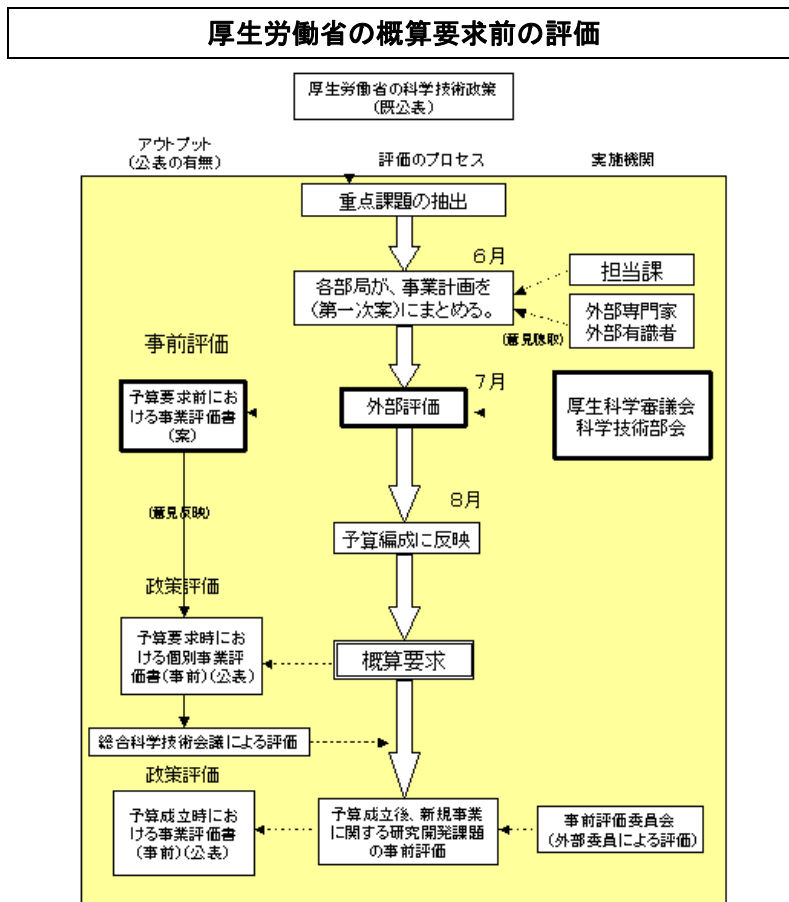 厚生労働省の概算要求前の評価
厚生労働省の科学技術政策
(既公表)
アウトプット
(公表の有無)
評価のプロセス
実施機関
重点課題の抽出
6月
各部局が、事業計画を
(第一次案)にまとめる。
担当課
外部専門家
外部有識者
(意見聴取)
事前評価
7月
予算要求前にお
ける事業評価書
(案)
外部評価
厚生科学審議会
科学技術部会
8月
(意見反映)
予算編成に反映
政策評価
予算要求時にお
ける個別事業評
価書(事前)(公表)
概算要求
総合科学技術会議による評価
政策評価
予算成立時にお
ける事業評価書
(事前)(公表)
予算成立後、新規事業
に関する研究開発課題
の事前評価
事前評価委員会
(外部委員による評価)